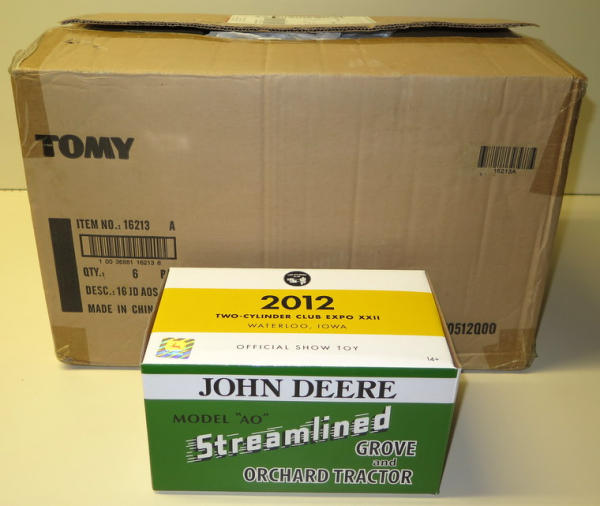 TOMY
16213A
ITEM NO.: 16213 A
1 00 36881 16213 6
QTY.: 6
DESC.: 16 JD AOS
MADE IN CHIN
0512Q00
2012
TWO-CYLINDER CLUB EXPO XXII
WATERLOO, IOWA
OFFICIAL SHOW TOY
14+
JOHN DEERE
MODEL "AO"
Streamlined
GROVE
and
ORCHARD TRACTOR